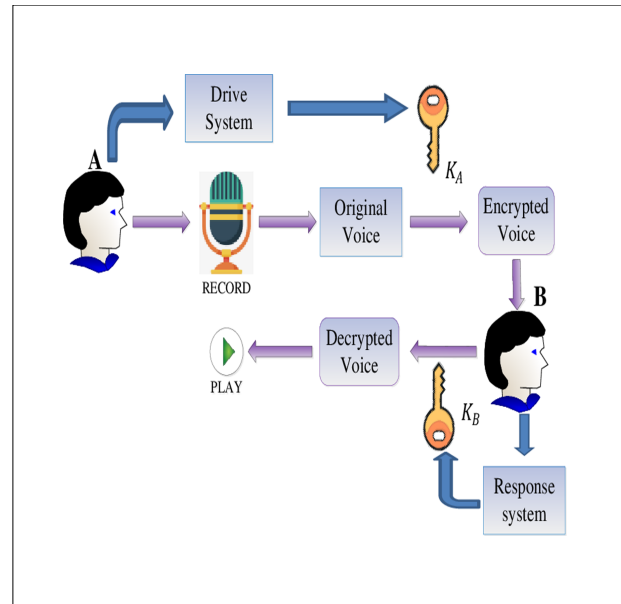 Drive
System
A
K_A
Original
Voice
Encrypted
Voice
RECORD
B
Decrypted
Voice
PLAY
K_B
Response
system